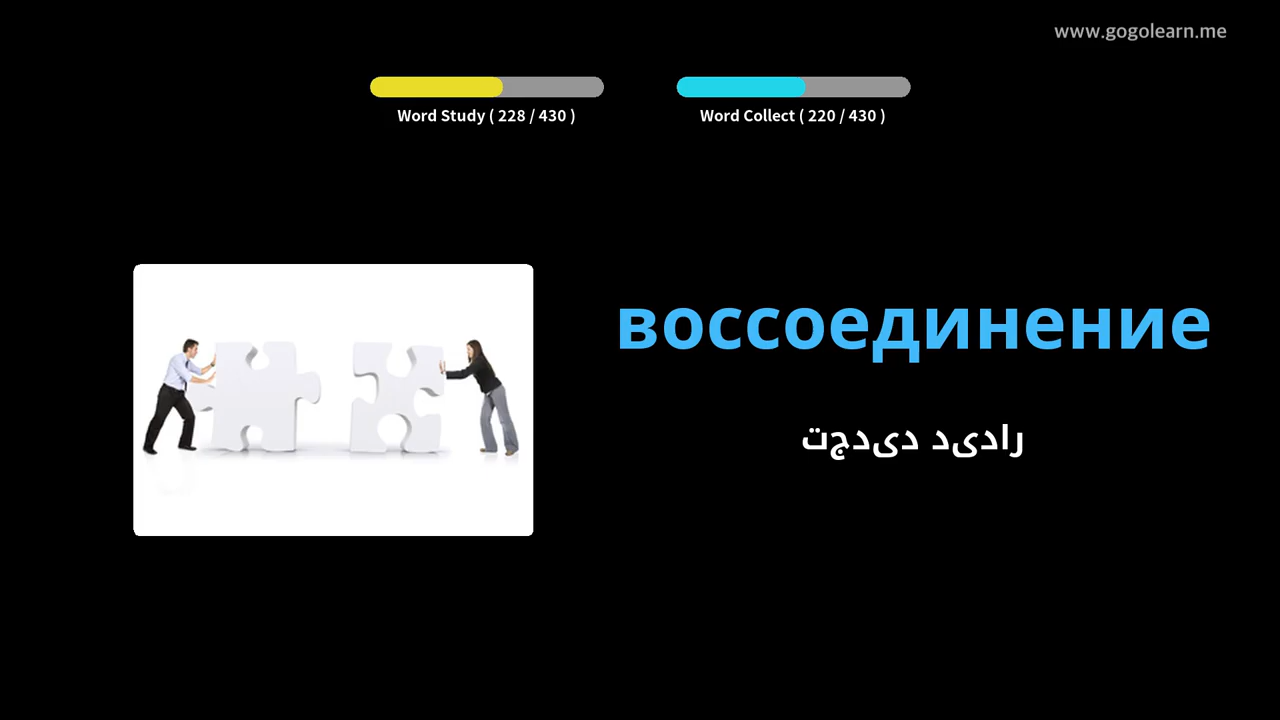 www.gogolearn.me
Word Study ( 228 / 430 )
Word Collect ( 220 / 430 )
воссоединение
تجدید دیدار